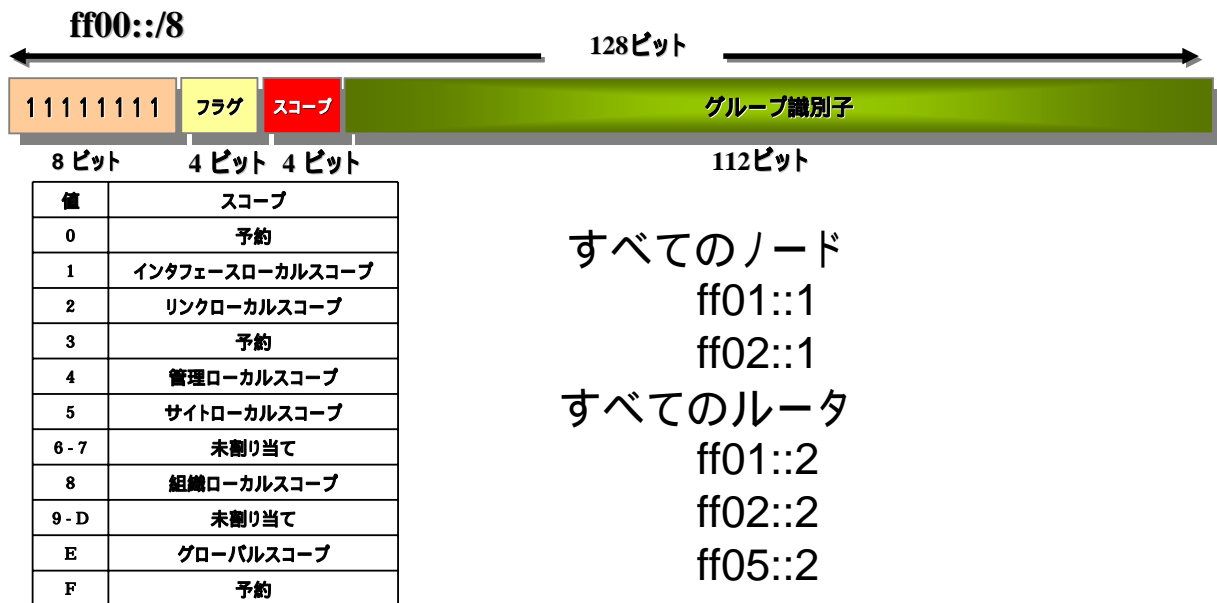 ff00::/8
128ビット
11111111 フラグ スコープ グループ識別子
8 ビット 4 ビット 4 ビット 112ビット
値 スコープ
0 予約
1 インタフェースローカルスコープ
2 リンクローカルスコープ
3 予約
4 管理ローカルスコープ
5 サイトローカルスコープ
6 - 7 未割り当て
8 組織ローカルスコープ
9 - D 未割り当て
E グローバルスコープ
F 予約
すべてのノード
ff01::1
ff02::1
すべてのルータ
ff01::2
ff02::2
ff05::2